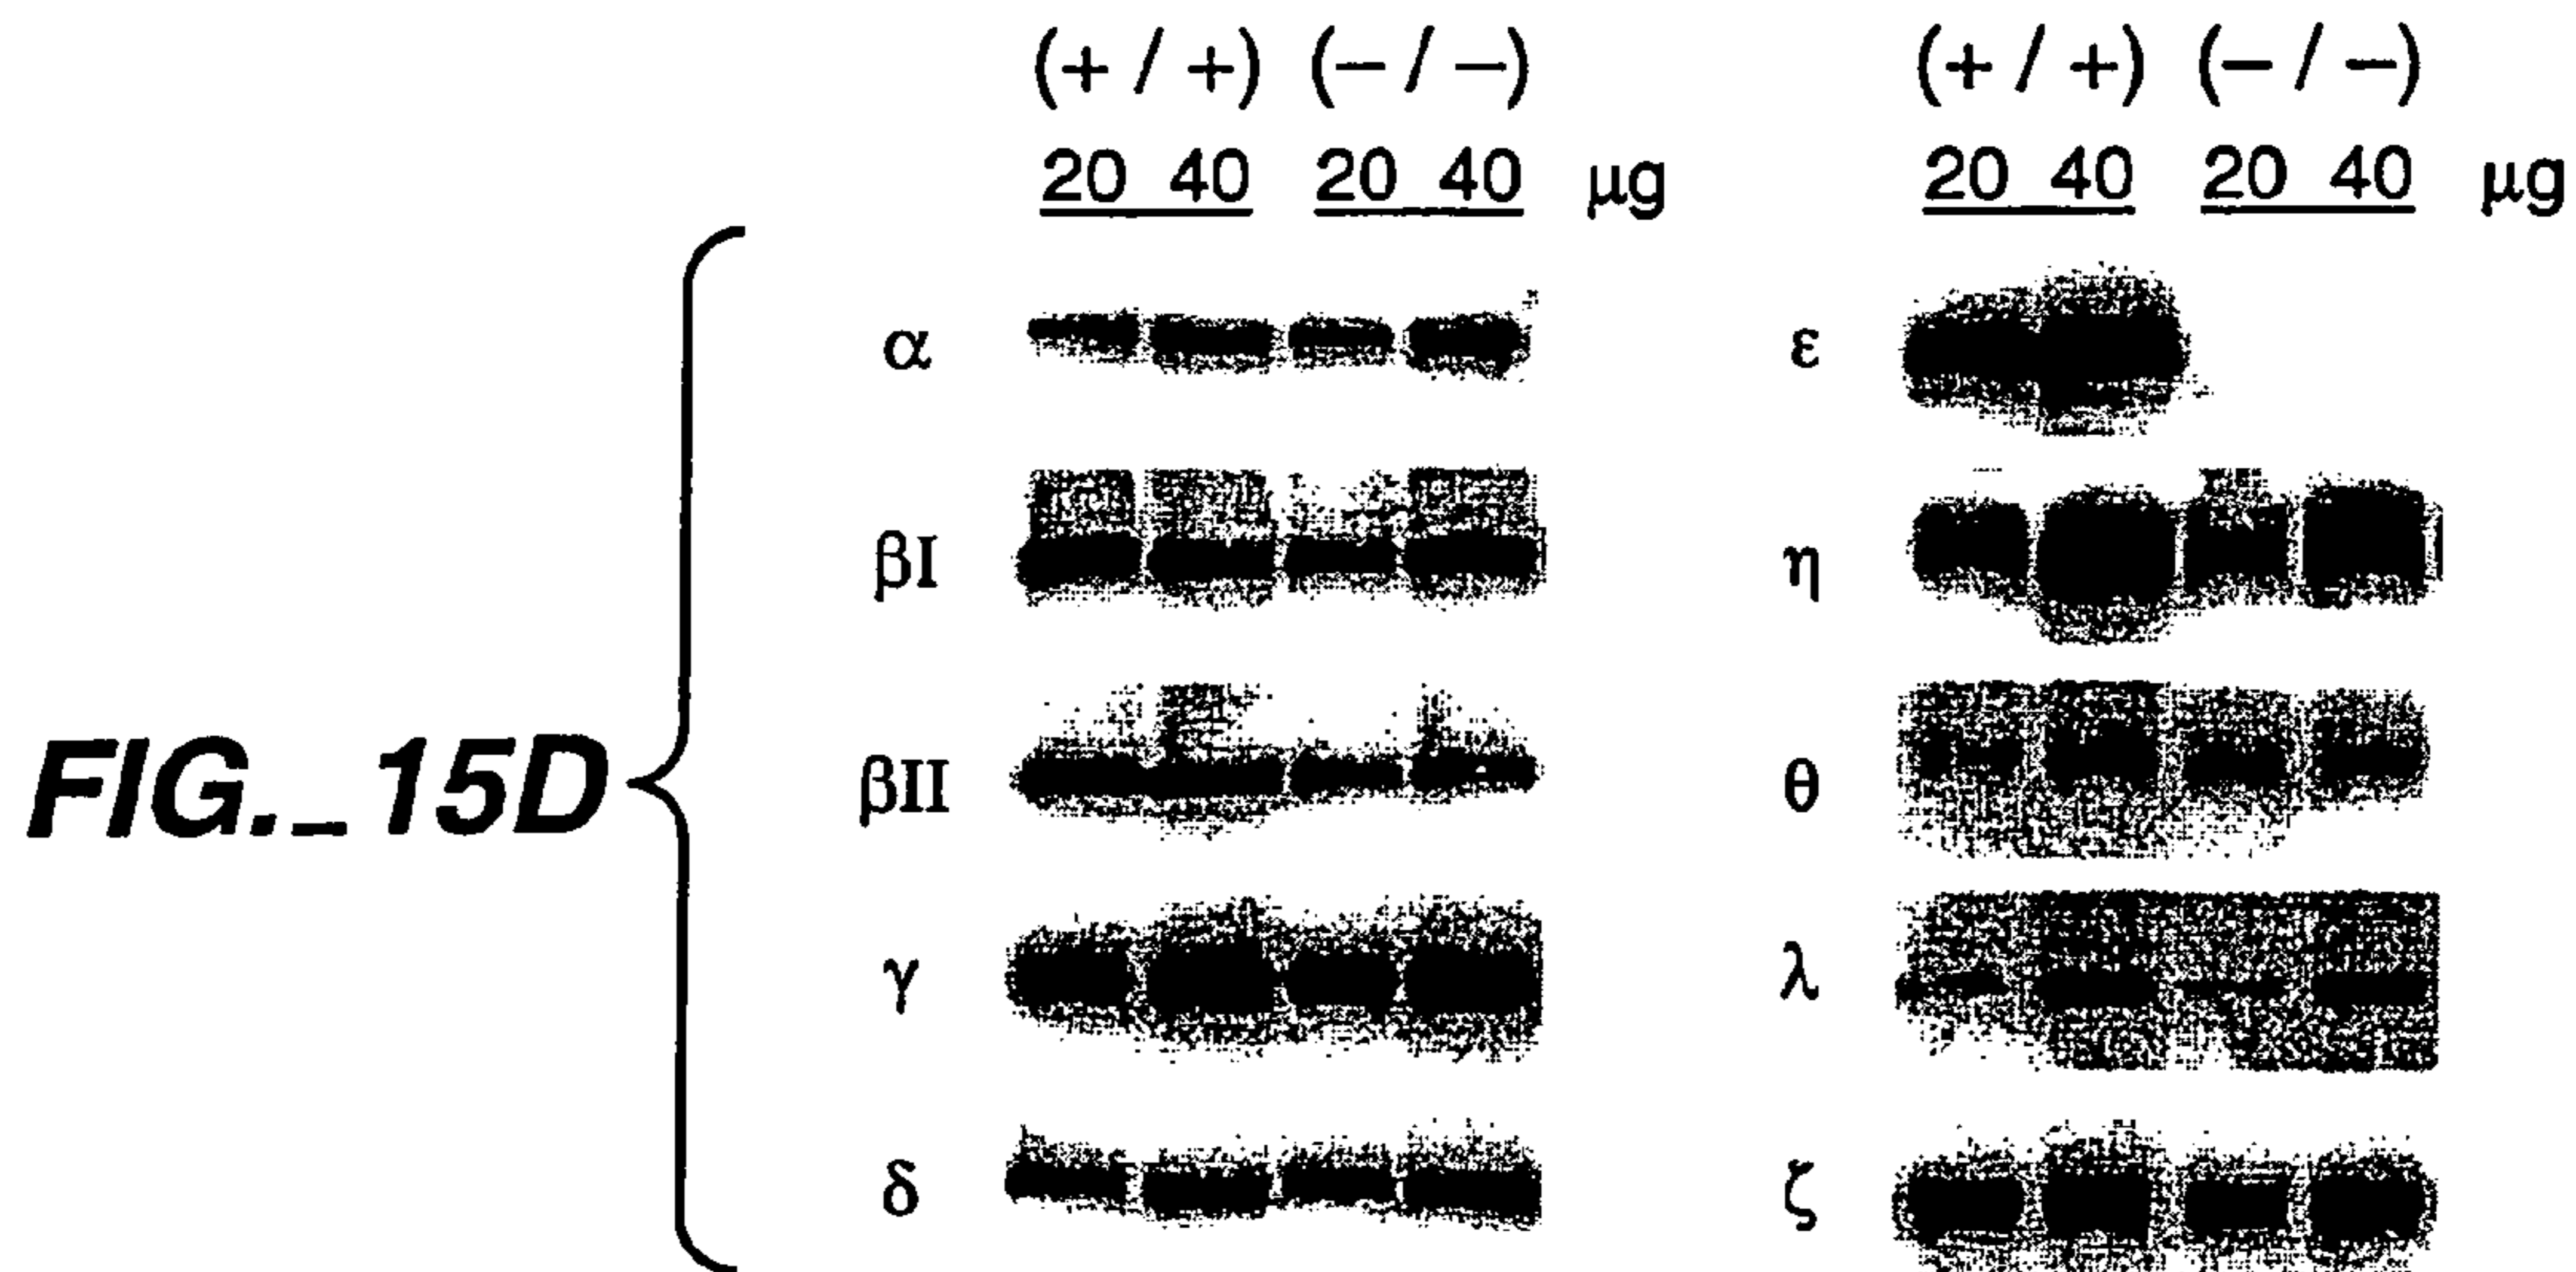 (+ / +) (– / –) (+ / +) (– / –)
20 40 20 40 μg 20 40 20 40 μg
α ε
βI η
FIG._15D βII θ
γ λ
δ ζ